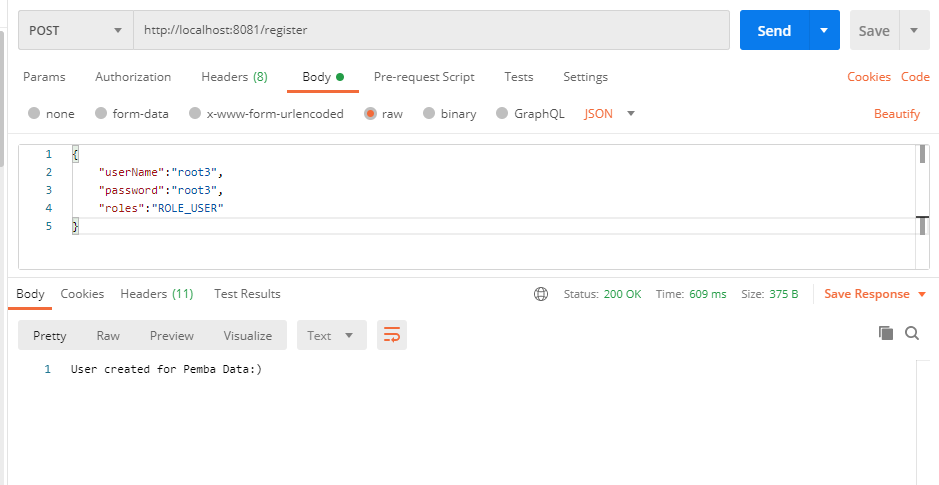 POST http://localhost:8081/register Send Save
Params Authorization Headers (8) Body Pre-request Script Tests Settings Cookies Code
none form-data x-www-form-urlencoded raw binary GraphQL JSON Beautify
1 {
2 "userName":"root3",
3 "password":"root3",
4 "roles":"ROLE_USER"
5 }
Body Cookies Headers (11) Test Results Status: 200 OK Time: 609 ms Size: 375 B Save Response
Pretty Raw Preview Visualize Text
1 User created for Pemba Data:)